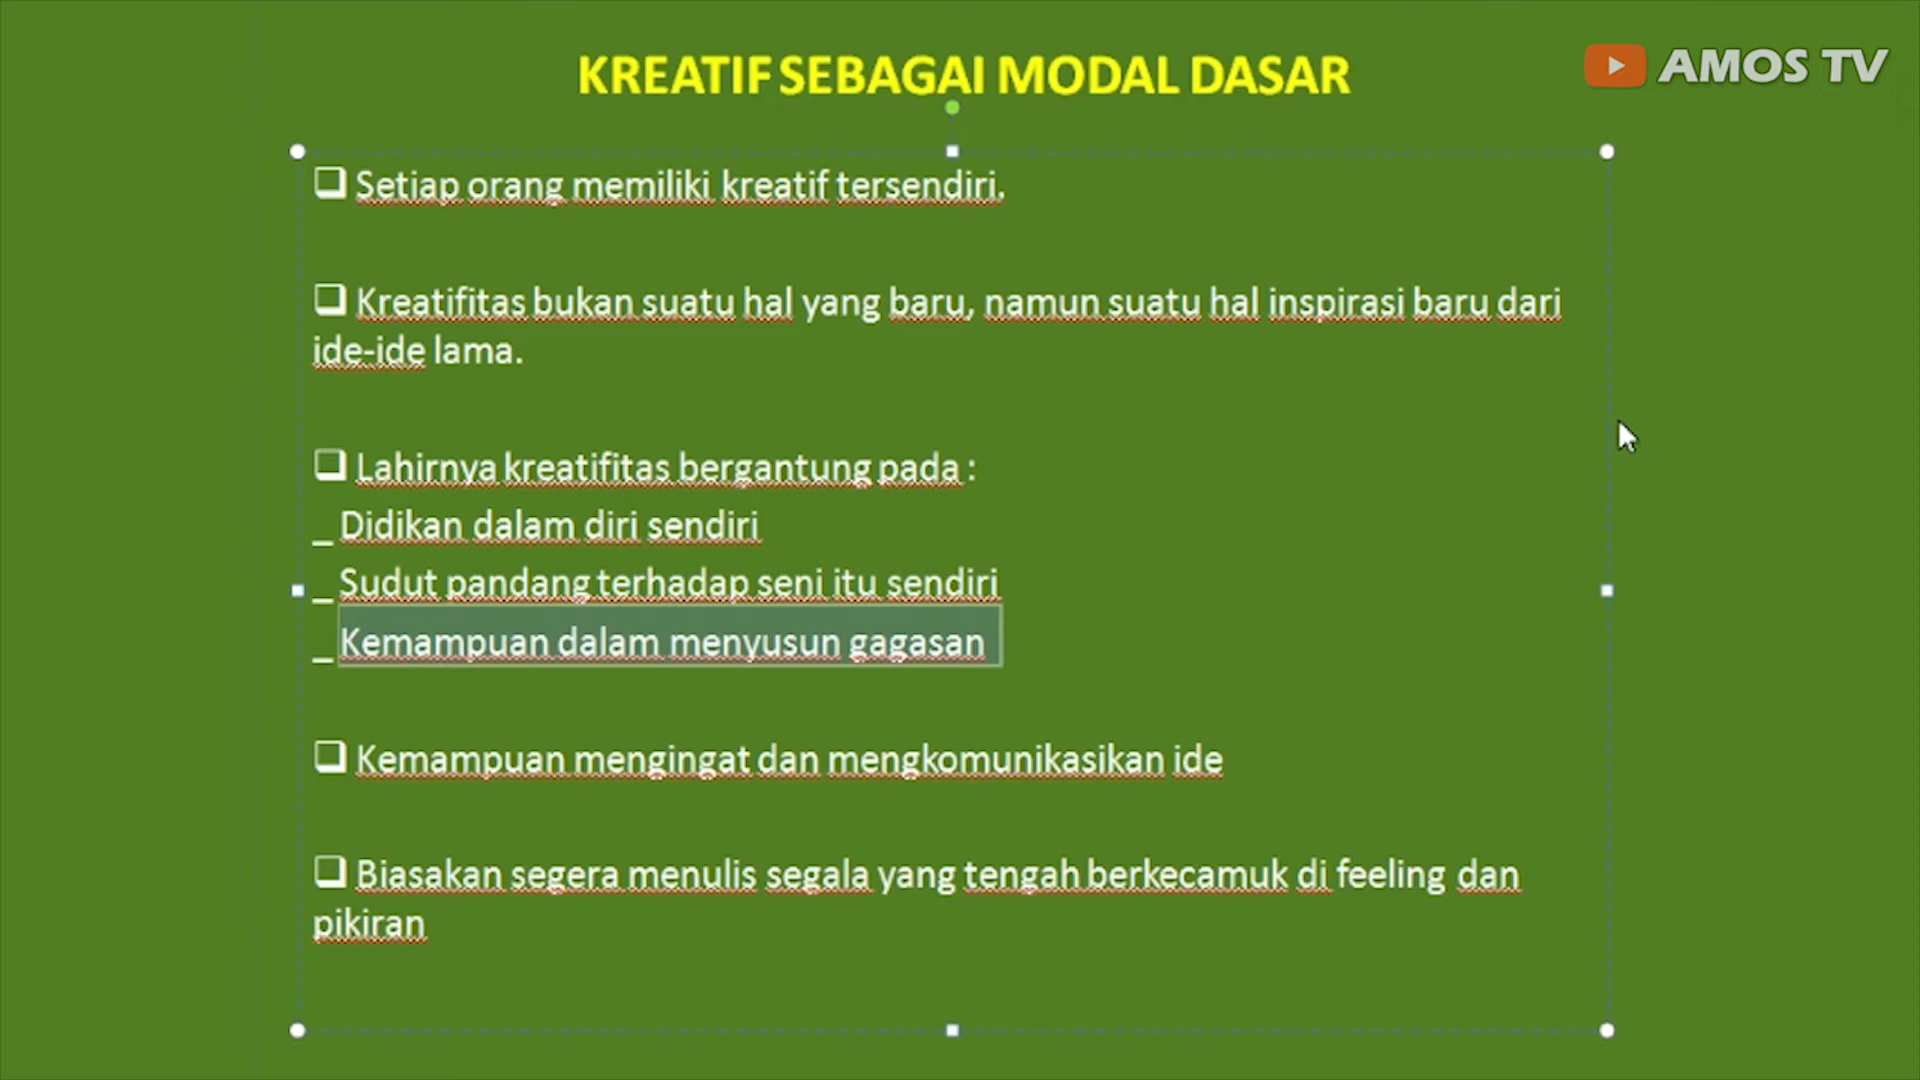 KREATIF SEBAGAI MODAL DASAR
AMOS TV
❑ Setiap orang memiliki kreatif tersendiri.
❑ Kreatifitas bukan suatu hal yang baru, namun suatu hal inspirasi baru dari
ide-ide lama.
❑ Lahirnya kreatifitas bergantung pada :
_ Didikan dalam diri sendiri
_ Sudut pandang terhadap seni itu sendiri
_ Kemampuan dalam menyusun gagasan
❑ Kemampuan mengingat dan mengkomunikasikan ide
❑ Biasakan segera menulis segala yang tengah berkecamuk di feeling dan
pikiran